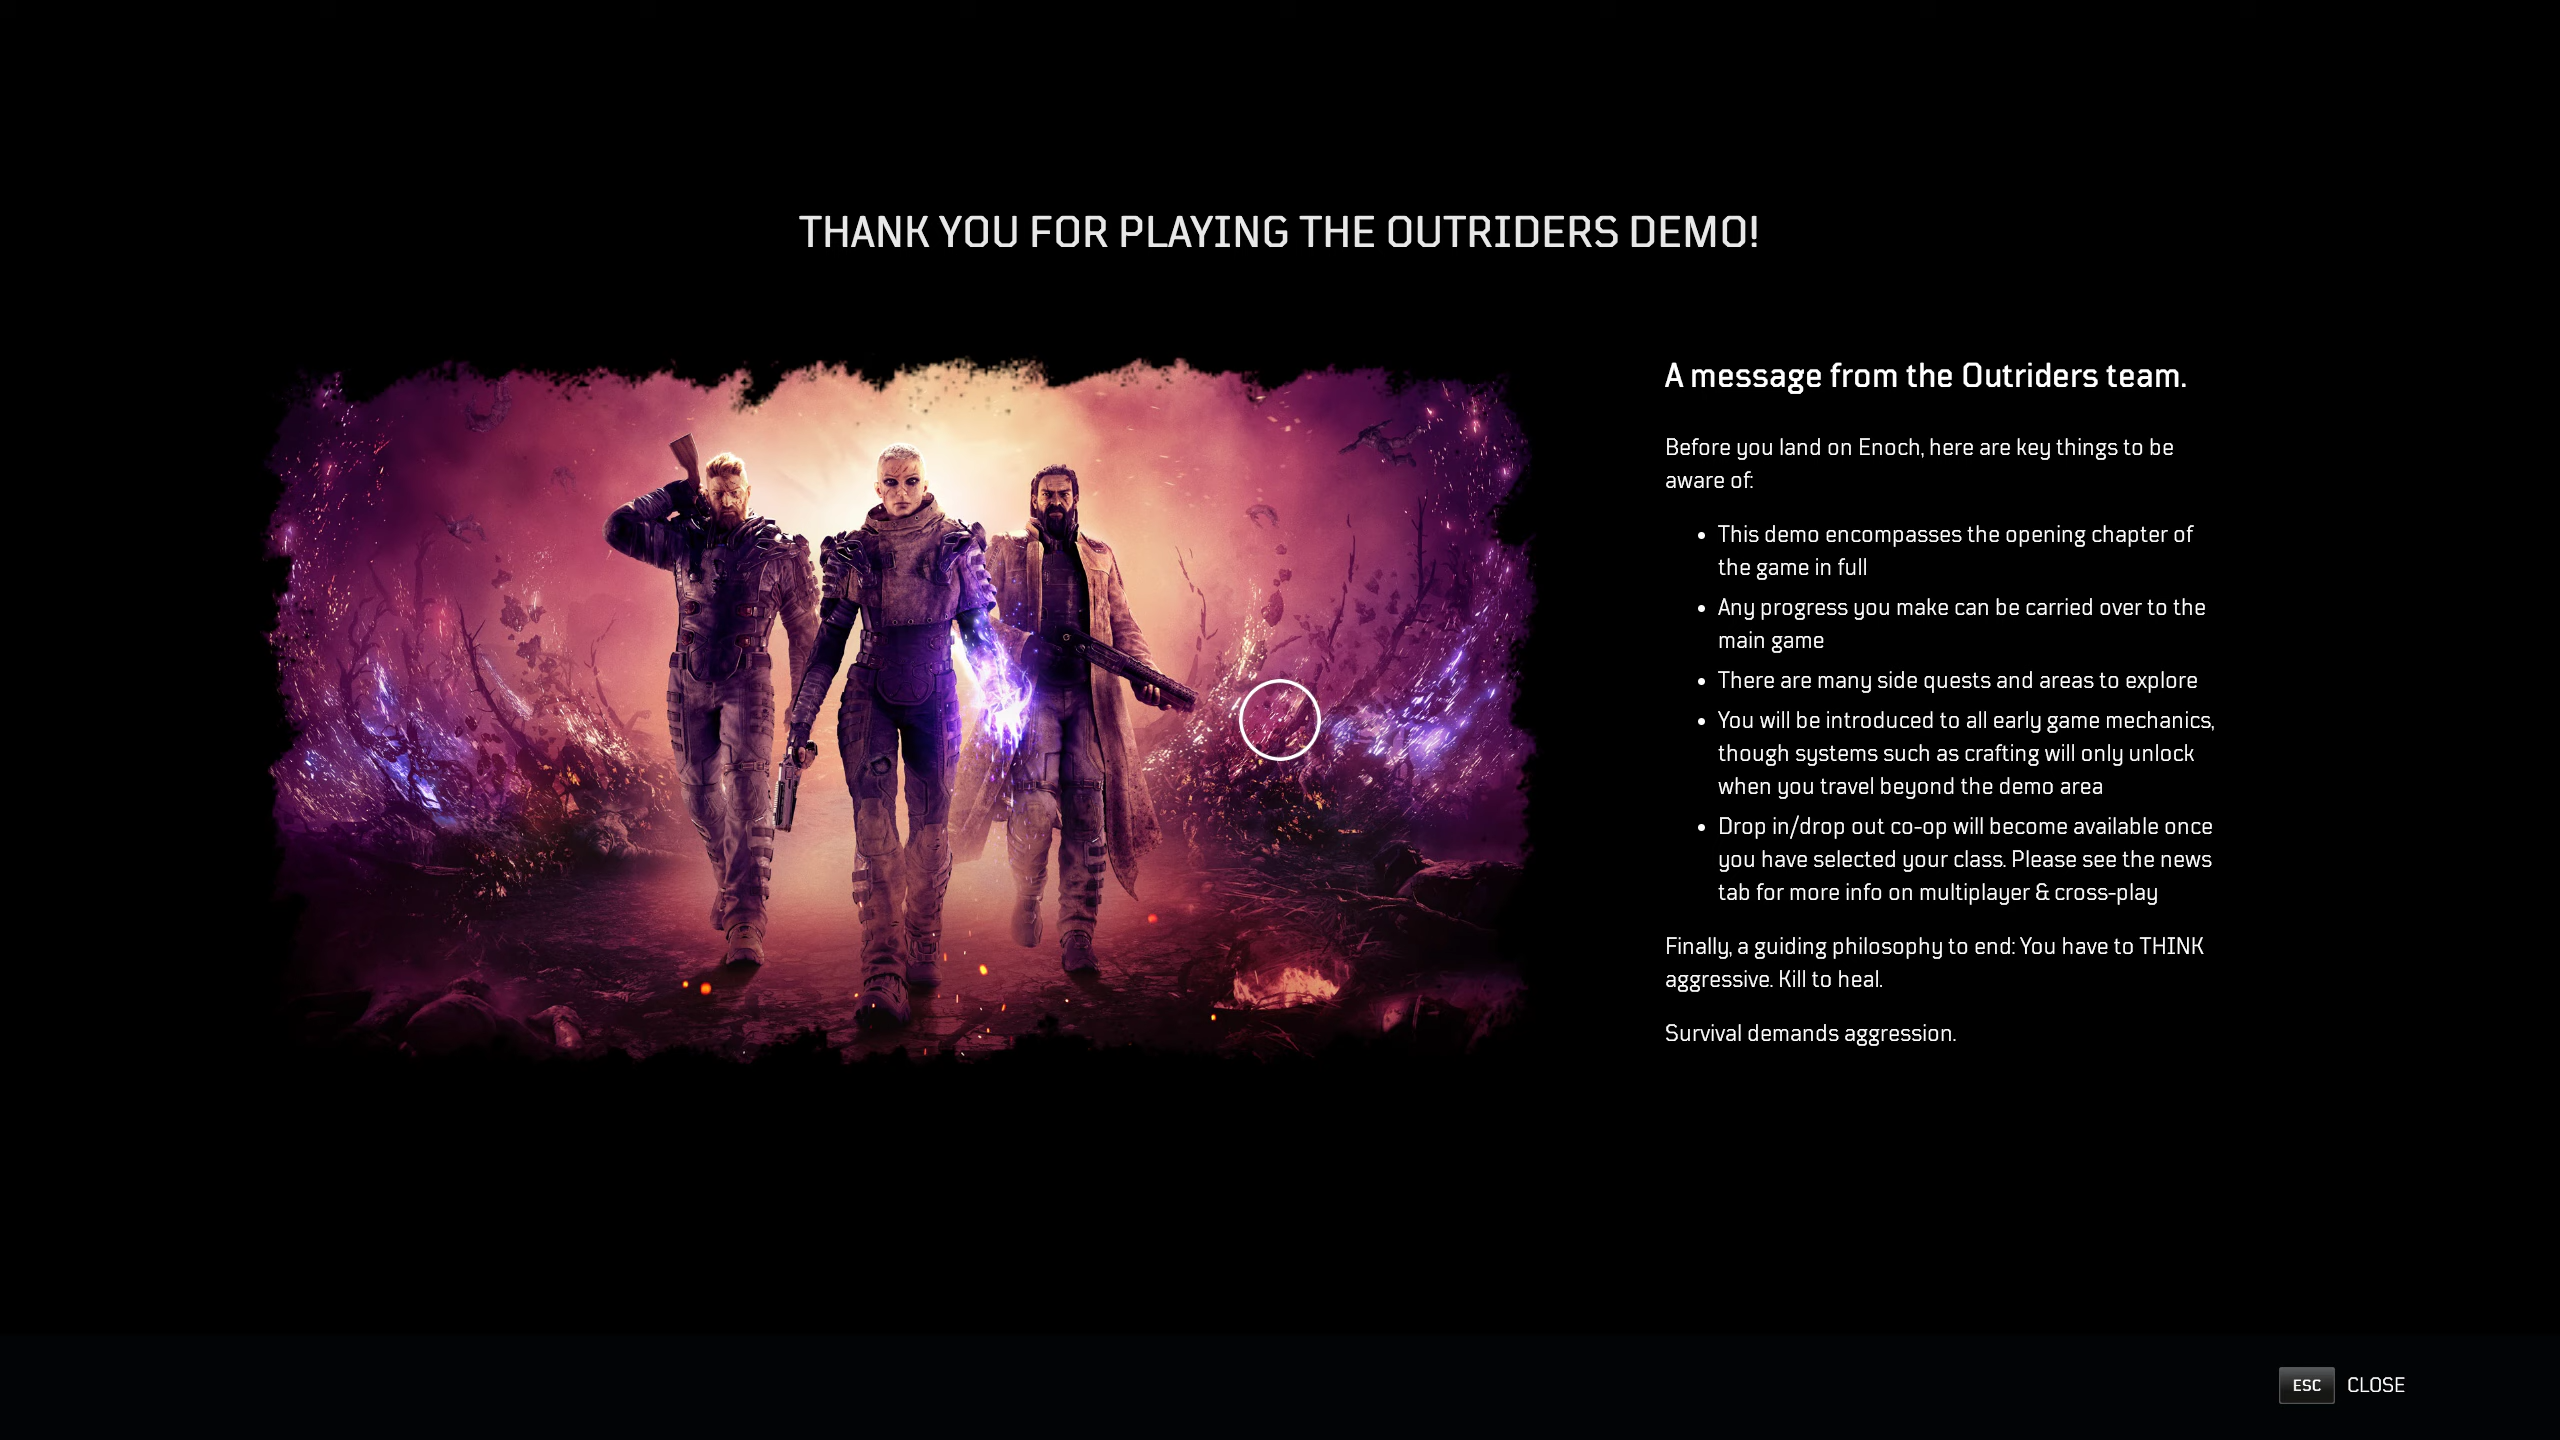 THANK YOU FOR PLAYING THE OUTRIDERS DEMO!
A message from the Outriders team.
Before you land on Enoch, here are key things to be
aware of:
• This demo encompasses the opening chapter of
the game in full
• Any progress you make can be carried over to the
main game
• There are many side quests and areas to explore
• You will be introduced to all early game mechanics,
though systems such as crafting will only unlock
when you travel beyond the demo area
• Drop in/drop out co-op will become available once
you have selected your class. Please see the news
tab for more info on multiplayer & cross-play
Finally, a guiding philosophy to end: You have to THINK
aggressive. Kill to heal.
Survival demands aggression.
ESC CLOSE